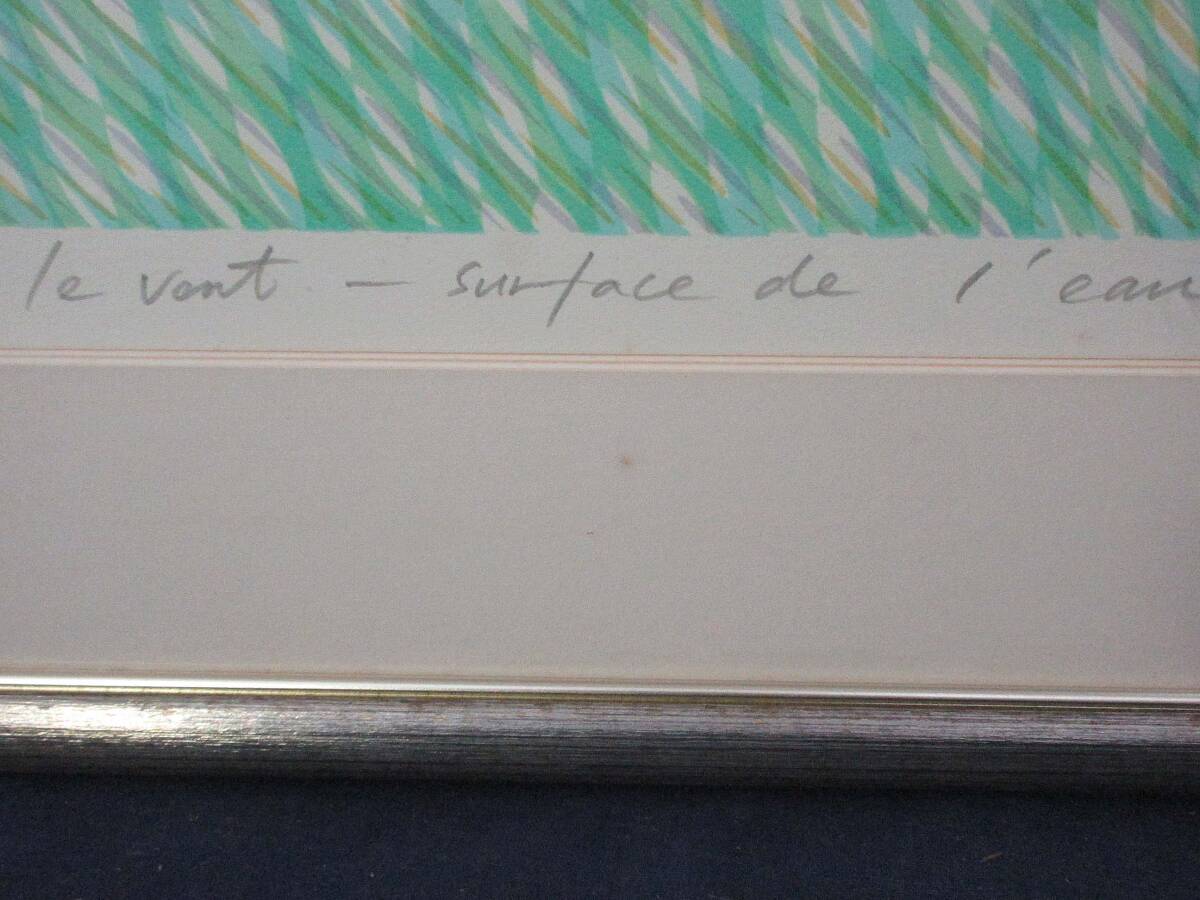 le vent – surface de l'eau